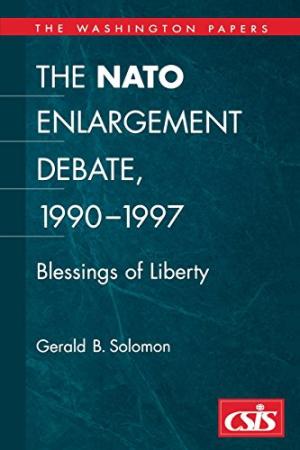 THE WASHINGTON PAPERS
THE NATO
ENLARGEMENT
DEBATE,
1990–1997
Blessings of Liberty
Gerald B. Solomon
CSIS